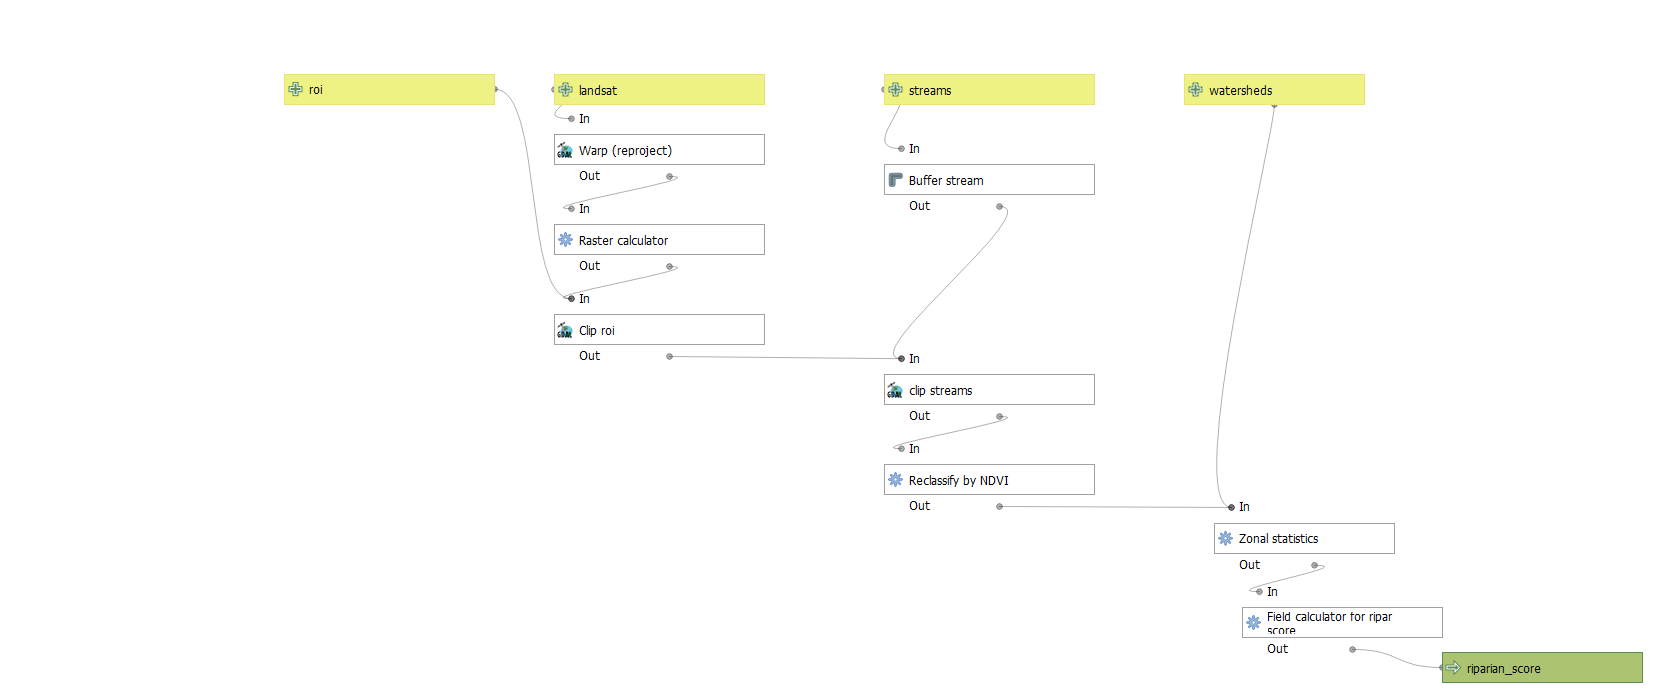 roi
landsat
streams
watersheds
In
Warp (reproject)
Out
In
Raster calculator
Out
In
Clip roi
Out
In
Buffer stream
Out
In
clip streams
Out
In
Reclassify by NDVI
Out
In
Zonal statistics
Out
In
Field calculator for ripar
score
Out
riparian_score